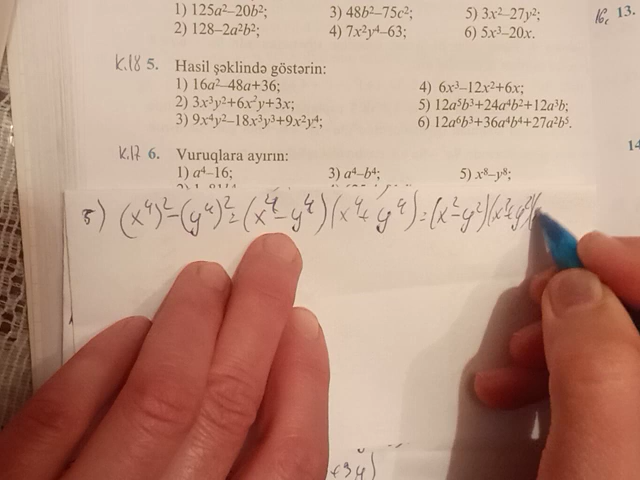 1) 125a²–20b²; 3) 48b²–75c²; 5) 3x²–27y²; 16. 13.
2) 128–2a²b²; 4) 7x²y⁴–63; 6) 5x³–20x.
K.18 5. Hasil şəklində göstərin:
1) 16a²–48a+36; 4) 6x³–12x²+6x;
2) 3x³y²+6x²y+3x; 5) 12a⁵b³+24a⁴b²+12a³b;
3) 9x⁴y²–18x³y³+9x²y⁴; 6) 12a⁶b³+36a⁴b⁴+27a²b⁵.
K.17 6. Vuruqlara ayırın: 14
1) a⁴–16; 3) a⁴–b⁴; 5) x⁸–y⁸;
5) (x⁴)²-(y⁴)²=(x⁴-y⁴)(x⁴+y⁴)=(x²-y²)(x²+y²)(